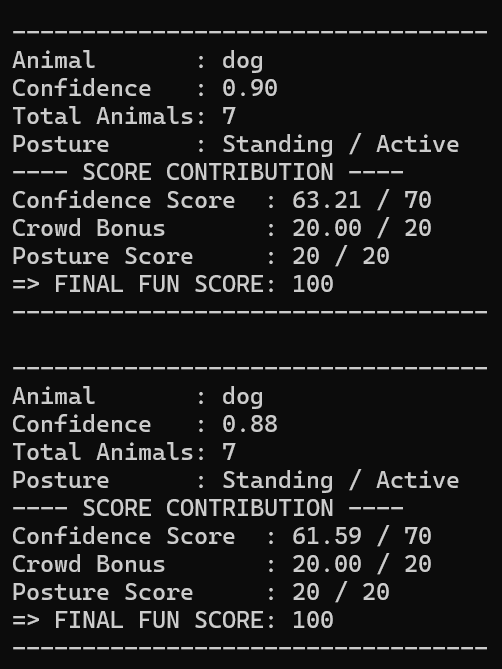 ----------------------------------
Animal       : dog
Confidence   : 0.90
Total Animals: 7
Posture      : Standing / Active
---- SCORE CONTRIBUTION ----
Confidence Score  : 63.21 / 70
Crowd Bonus       : 20.00 / 20
Posture Score     : 20 / 20
=> FINAL FUN SCORE: 100
----------------------------------
----------------------------------
Animal       : dog
Confidence   : 0.88
Total Animals: 7
Posture      : Standing / Active
---- SCORE CONTRIBUTION ----
Confidence Score  : 61.59 / 70
Crowd Bonus       : 20.00 / 20
Posture Score     : 20 / 20
=> FINAL FUN SCORE: 100
----------------------------------